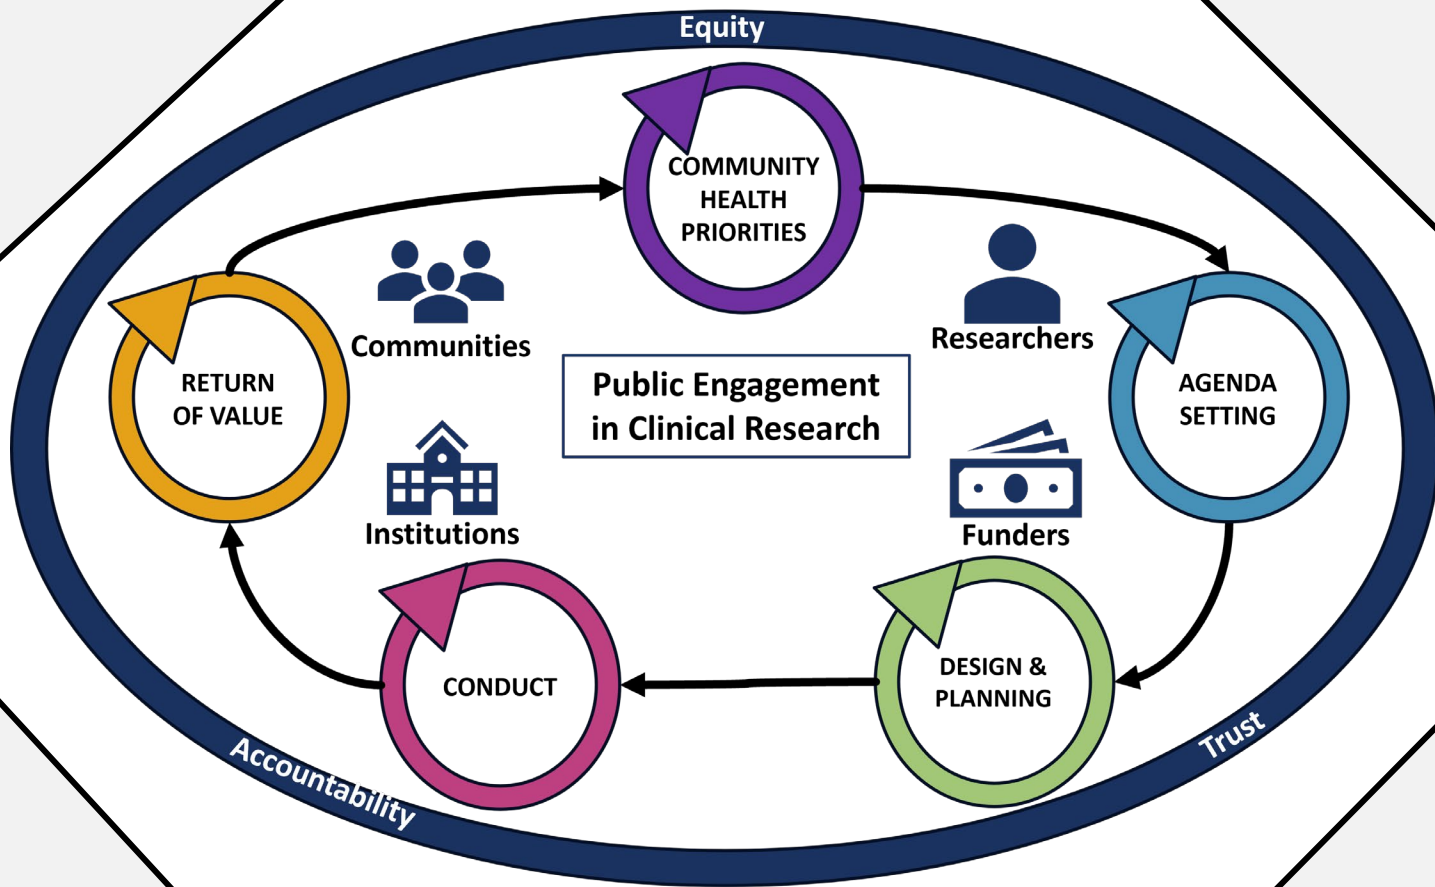 Equity
COMMUNITY
HEALTH
PRIORITIES
Communities
Researchers
RETURN
OF VALUE
Public Engagement
in Clinical Research
AGENDA
SETTING
Institutions
Funders
CONDUCT
DESIGN &
PLANNING
Accountability
Trust